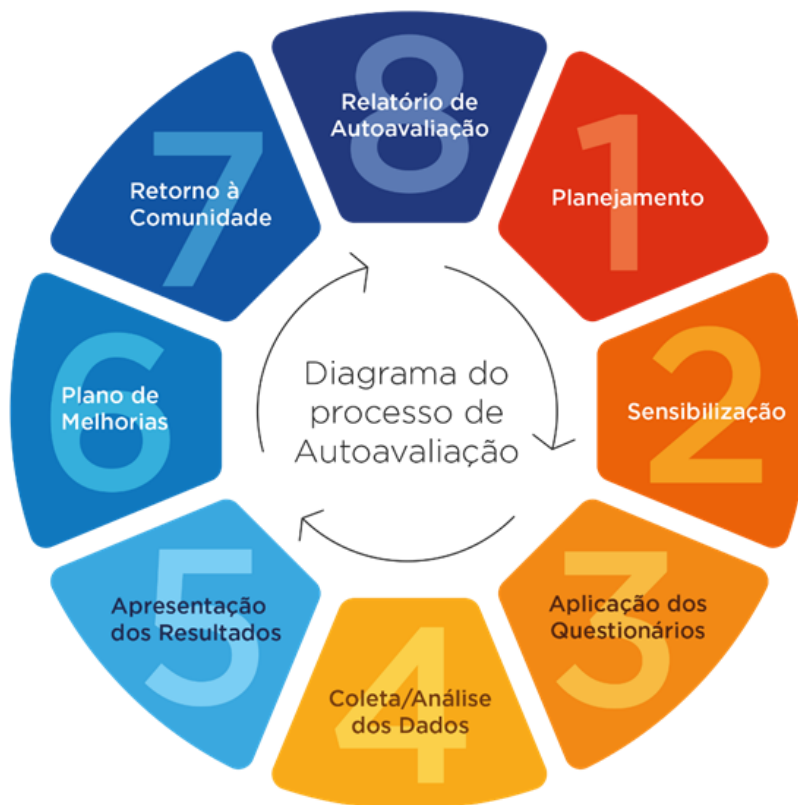 8
Relatório de
Autoavaliação
1
Planejamento
2
Sensibilização
3
Aplicação dos
Questionários
4
Coleta/Análise
dos Dados
5
Apresentação
dos Resultados
6
Plano de
Melhorias
7
Retorno à
Comunidade
Diagrama do
processo de
Autoavaliação